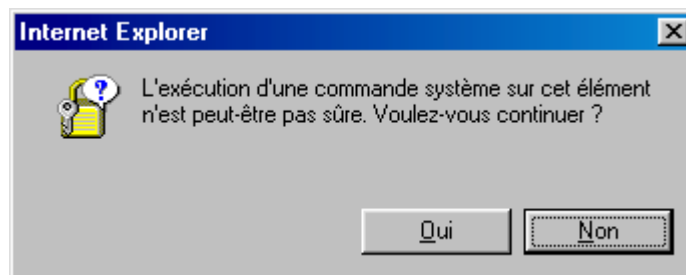 Internet Explorer
L'exécution d'une commande système sur cet élément
n'est peut-être pas sûre. Voulez-vous continuer ?
Oui
Non